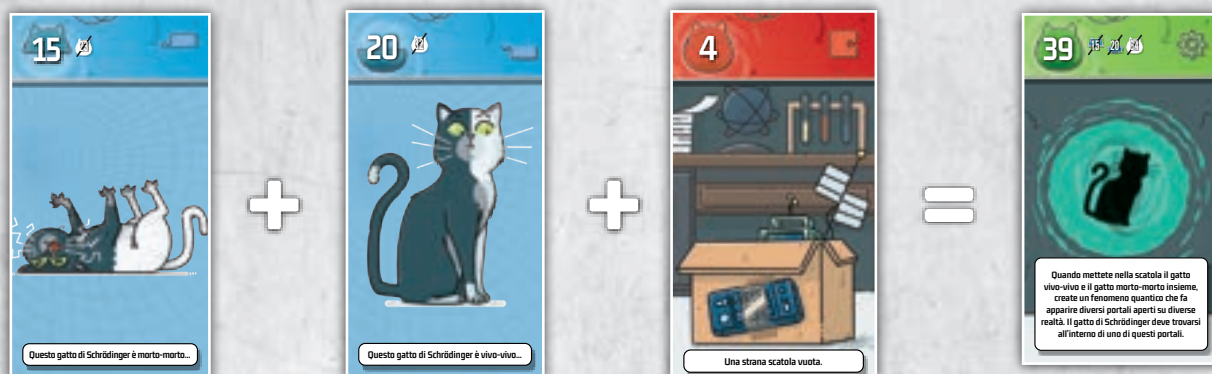 15
20
4
39 15 20
Questo gatto di Schrödinger è morto-morto...
Questo gatto di Schrödinger è vivo-vivo...
Una strana scatola vuota.
Quando mettete nella scatola il gatto
vivo-vivo e il gatto morto-morto insieme,
create un fenomeno quantico che fa
apparire diversi portali aperti su diverse
realtà. Il gatto di Schrödinger deve trovarsi
all'interno di uno di questi portali.